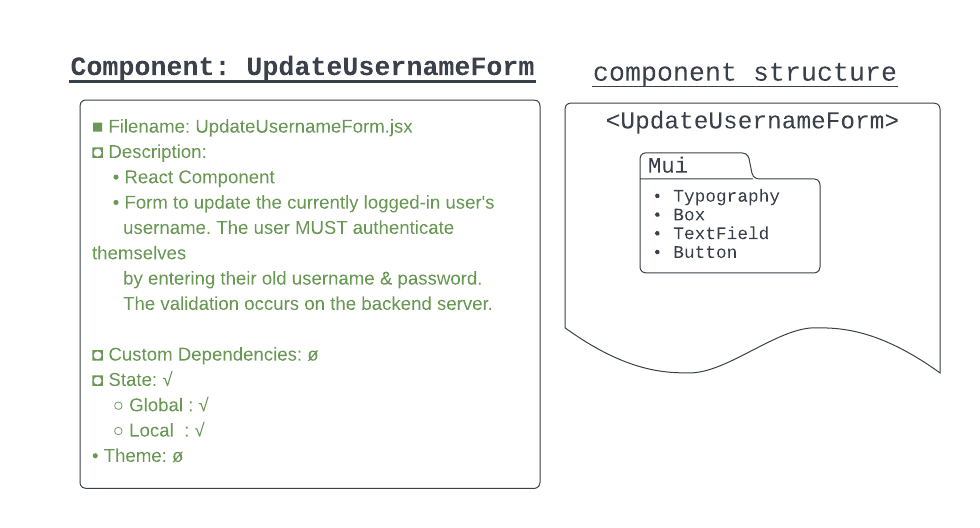 Component: UpdateUsernameForm
■ Filename: UpdateUsernameForm.jsx
◘ Description:
• React Component
• Form to update the currently logged-in user's
username. The user MUST authenticate
themselves
by entering their old username & password.
The validation occurs on the backend server.
◘ Custom Dependencies: ø
◘ State: √
○ Global : √
○ Local  : √
• Theme: ø
component structure
<UpdateUsernameForm>
Mui
• Typography
• Box
• TextField
• Button